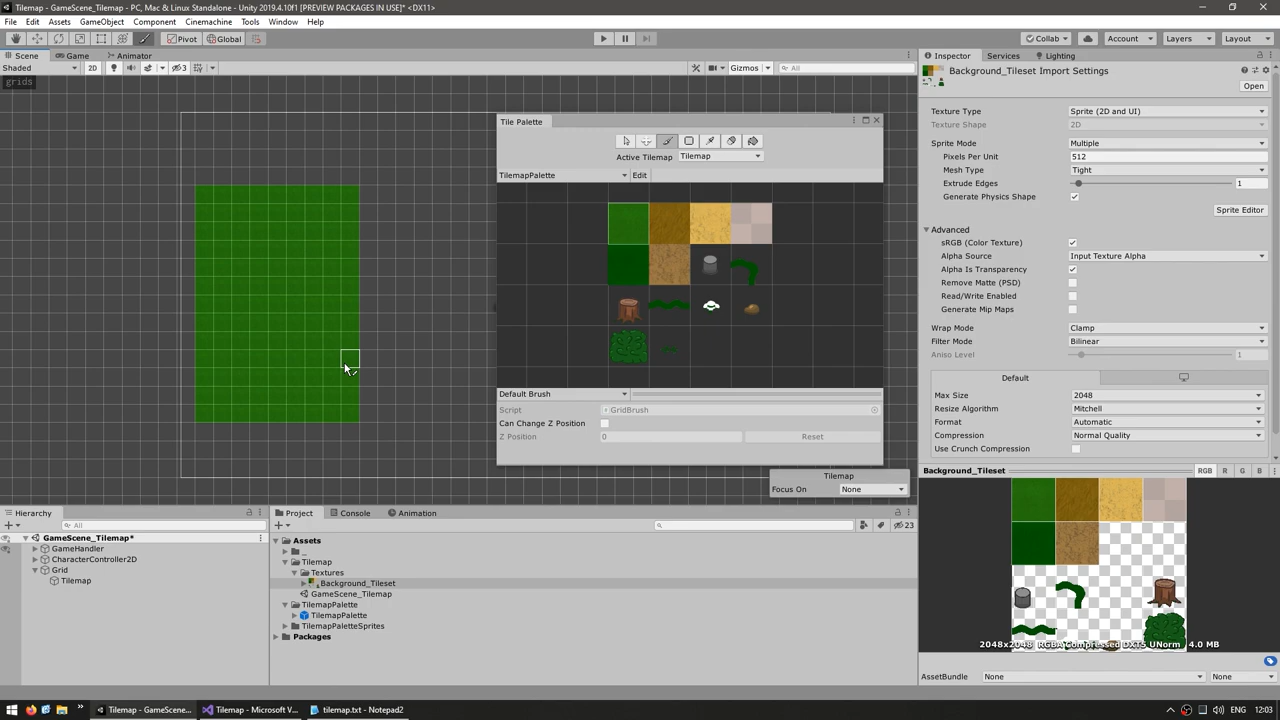 Tilemap - GameScene_Tilemap - PC, Mac & Linux Standalone - Unity 2019.4.10f1 [PREVIEW PACKAGES IN USE]* <DX11>
File Edit Assets GameObject Component Cinemachine Tools Window Help
Pivot Global Collab Account Layers Layout
Scene Game Animator
Shaded 2D 3 Gizmos All
grids
Tile Palette
Active Tilemap Tilemap
TilemapPalette Edit
Default Brush
Script GridBrush
Can Change Z Position
Z Position 0 Reset
Tilemap
Focus On None
Inspector Services Lighting
Background_Tileset Import Settings
Open
Texture Type Sprite (2D and UI)
Texture Shape 2D
Sprite Mode Multiple
Pixels Per Unit 512
Mesh Type Tight
Extrude Edges 1
Generate Physics Shape
Sprite Editor
Advanced
sRGB (Color Texture)
Alpha Source Input Texture Alpha
Alpha Is Transparency
Remove Matte (PSD)
Read/Write Enabled
Generate Mip Maps
Wrap Mode Clamp
Filter Mode Bilinear
Aniso Level 1
Default
Max Size 2048
Resize Algorithm Mitchell
Format Automatic
Compression Normal Quality
Use Crunch Compression
Background_Tileset RGB R G B
2048x2048 RGBA Compressed DXT5 UNorm 4.0 MB
AssetBundle None None
Hierarchy
All
GameScene_Tilemap*
GameHandler
CharacterController2D
Grid
Tilemap
Project Console Animation
23
Assets
_
Tilemap
Textures
Background_Tileset
GameScene_Tilemap
TilemapPalette
TilemapPalette
TilemapPaletteSprites
Packages
Tilemap - GameScene... Tilemap - Microsoft V... tilemap.txt - Notepad2 ENG 12:03